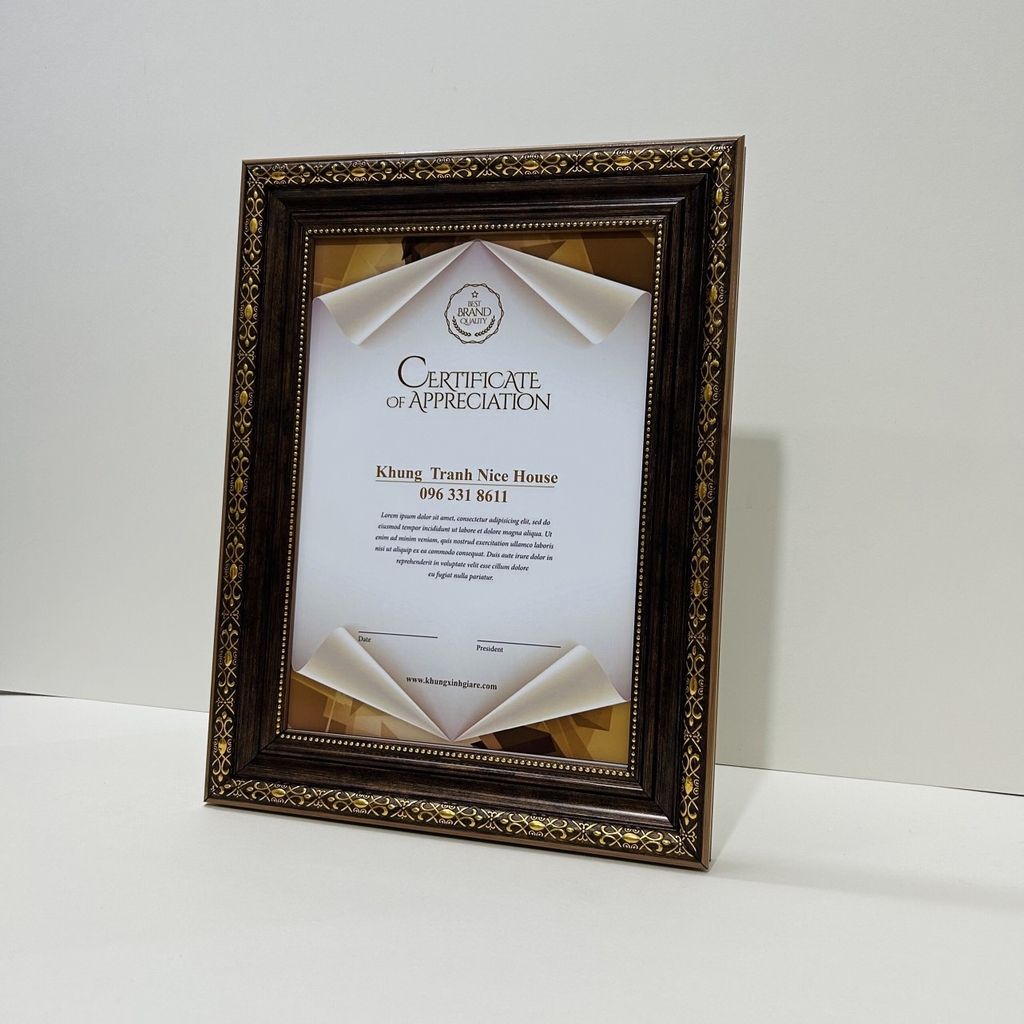 BEST
BRAND
QUALITY
CERTIFICATE
OF APPRECIATION
Khung Tranh Nice House
096 331 8611
Lorem ipsum dolor sit amet, consectetur adipisicing elit, sed do
eiusmod tempor incididunt ut labore et dolore magna aliqua. Ut
enim ad minim veniam, quis nostrud exercitation ullamco laboris
nisi ut aliquip ex ea commodo consequat. Duis aute irure dolor in
reprehenderit in voluptate velit esse cillum dolore
eu fugiat nulla pariatur.
Date
President
www.khungxinhgiare.com